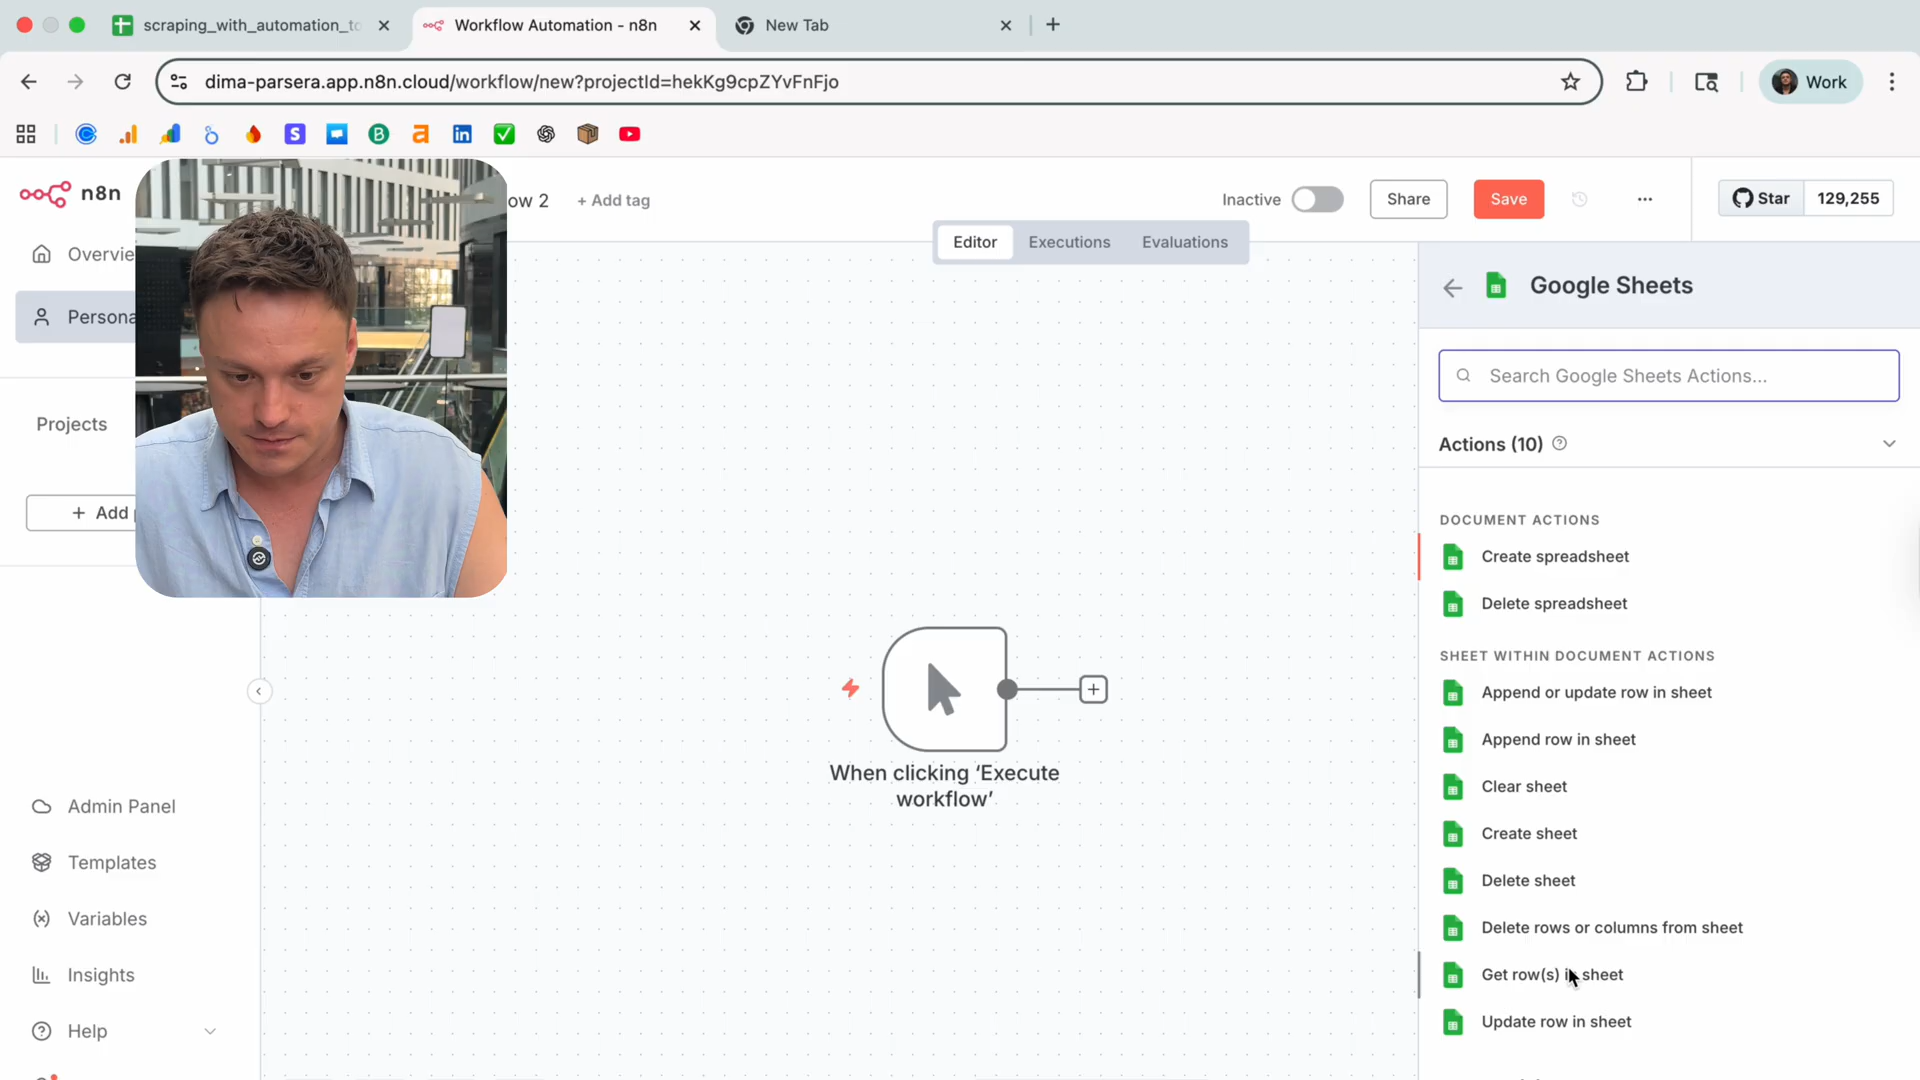 scraping_with_automation_to
Workflow Automation - n8n
New Tab
dima-parsera.app.n8n.cloud/workflow/new?projectId=hekKg9cpZYvFnFjo
Work
n8n
ow 2
+ Add tag
Inactive
Share
Save
...
Star
129,255
Editor
Executions
Evaluations
Overvie
Persona
Projects
+ Add
Admin Panel
Templates
Variables
Insights
Help
When clicking ‘Execute
workflow’
Google Sheets
Search Google Sheets Actions...
Actions (10)
DOCUMENT ACTIONS
Create spreadsheet
Delete spreadsheet
SHEET WITHIN DOCUMENT ACTIONS
Append or update row in sheet
Append row in sheet
Clear sheet
Create sheet
Delete sheet
Delete rows or columns from sheet
Get row(s) in sheet
Update row in sheet